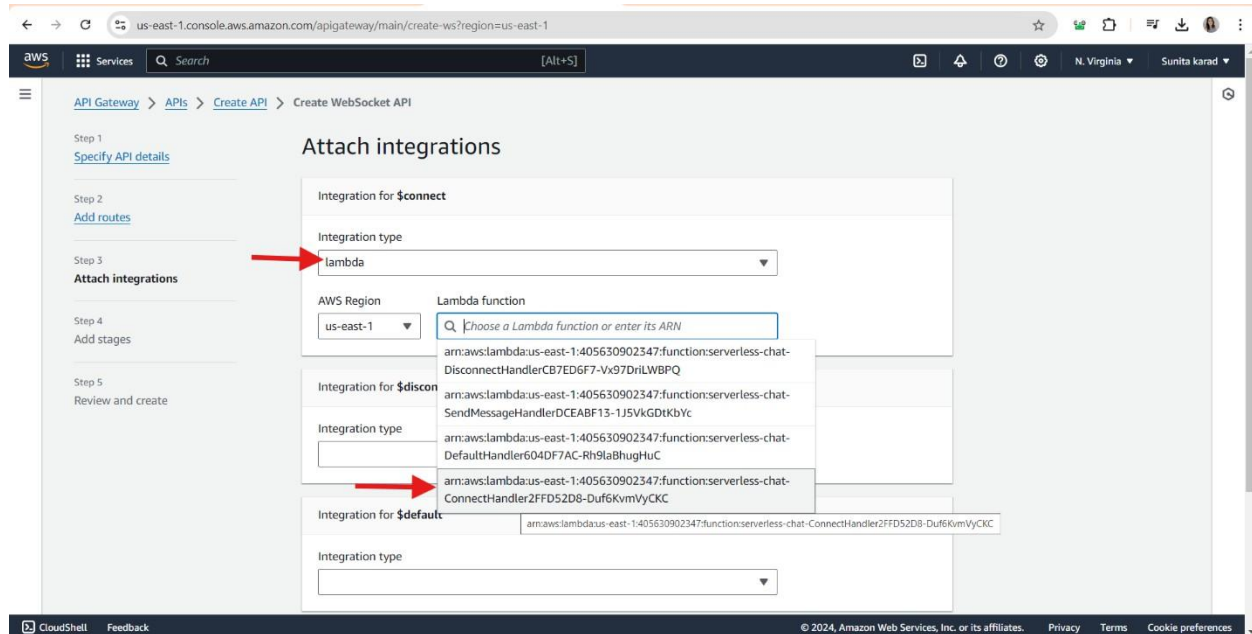 us-east-1.console.aws.amazon.com/apigateway/main/create-ws?region=us-east-1
aws Services Search [Alt+S] N. Virginia Sunita karad
API Gateway > APIs > Create API > Create WebSocket API
Step 1
Specify API details
Step 2
Add routes
Step 3
Attach integrations
Step 4
Add stages
Step 5
Review and create
Attach integrations
Integration for $connect
Integration type
lambda
AWS Region Lambda function
us-east-1 Choose a Lambda function or enter its ARN
arn:aws:lambda:us-east-1:405630902347:function:serverless-chat-
DisconnectHandlerCB7ED6F7-Vx97DriLWBPQ
arn:aws:lambda:us-east-1:405630902347:function:serverless-chat-
SendMessageHandlerDCEABF13-1J5VkGDtKbYc
arn:aws:lambda:us-east-1:405630902347:function:serverless-chat-
DefaultHandler604DF7AC-Rh9laBhugHuC
arn:aws:lambda:us-east-1:405630902347:function:serverless-chat-
ConnectHandler2FFD52D8-Duf6KvmVyCKC
arn:aws:lambda:us-east-1:405630902347:function:serverless-chat-ConnectHandler2FFD52D8-Duf6KvmVyCKC
Integration for $discon
Integration type
Integration for $default
Integration type
CloudShell Feedback © 2024, Amazon Web Services, Inc. or its affiliates. Privacy Terms Cookie preferences